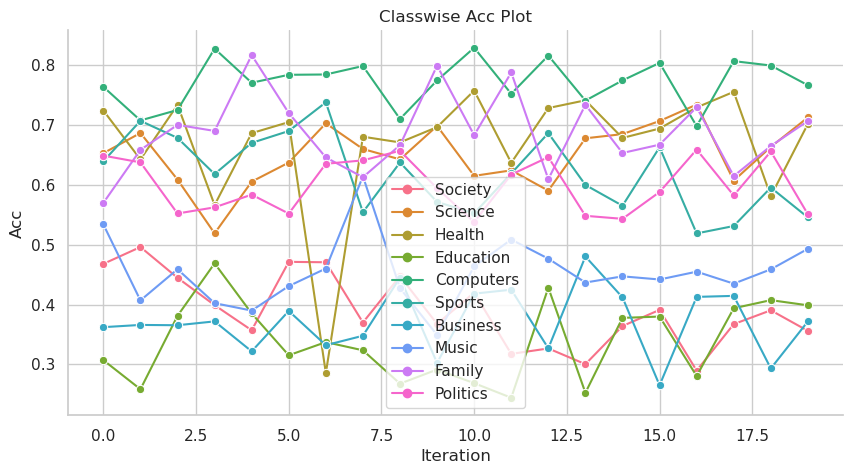 Classwise Acc Plot
0.8
0.7
0.6
0.5
0.4
0.3
Acc
Society
Science
Health
Education
Computers
Sports
Business
Music
Family
Politics
0.0 2.5 5.0 7.5 10.0 12.5 15.0 17.5
Iteration